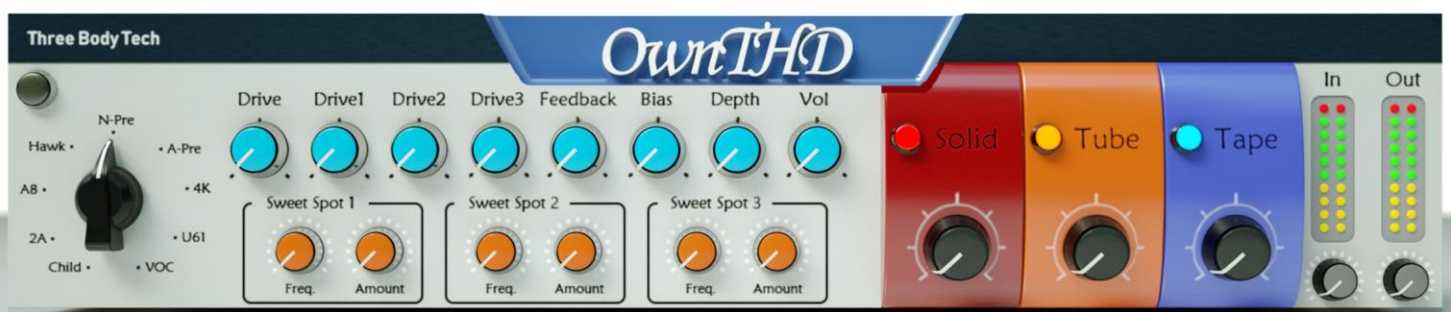 Three Body Tech
OwnTHD
In Out
Drive Drive1 Drive2 Drive3 Feedback Bias Depth Vol
N-Pre
Hawk A-Pre
Solid Tube Tape
A8 4K
Sweet Spot 1 Sweet Spot 2 Sweet Spot 3
2A U61
Child VOC
Freq. Amount Freq. Amount Freq. Amount